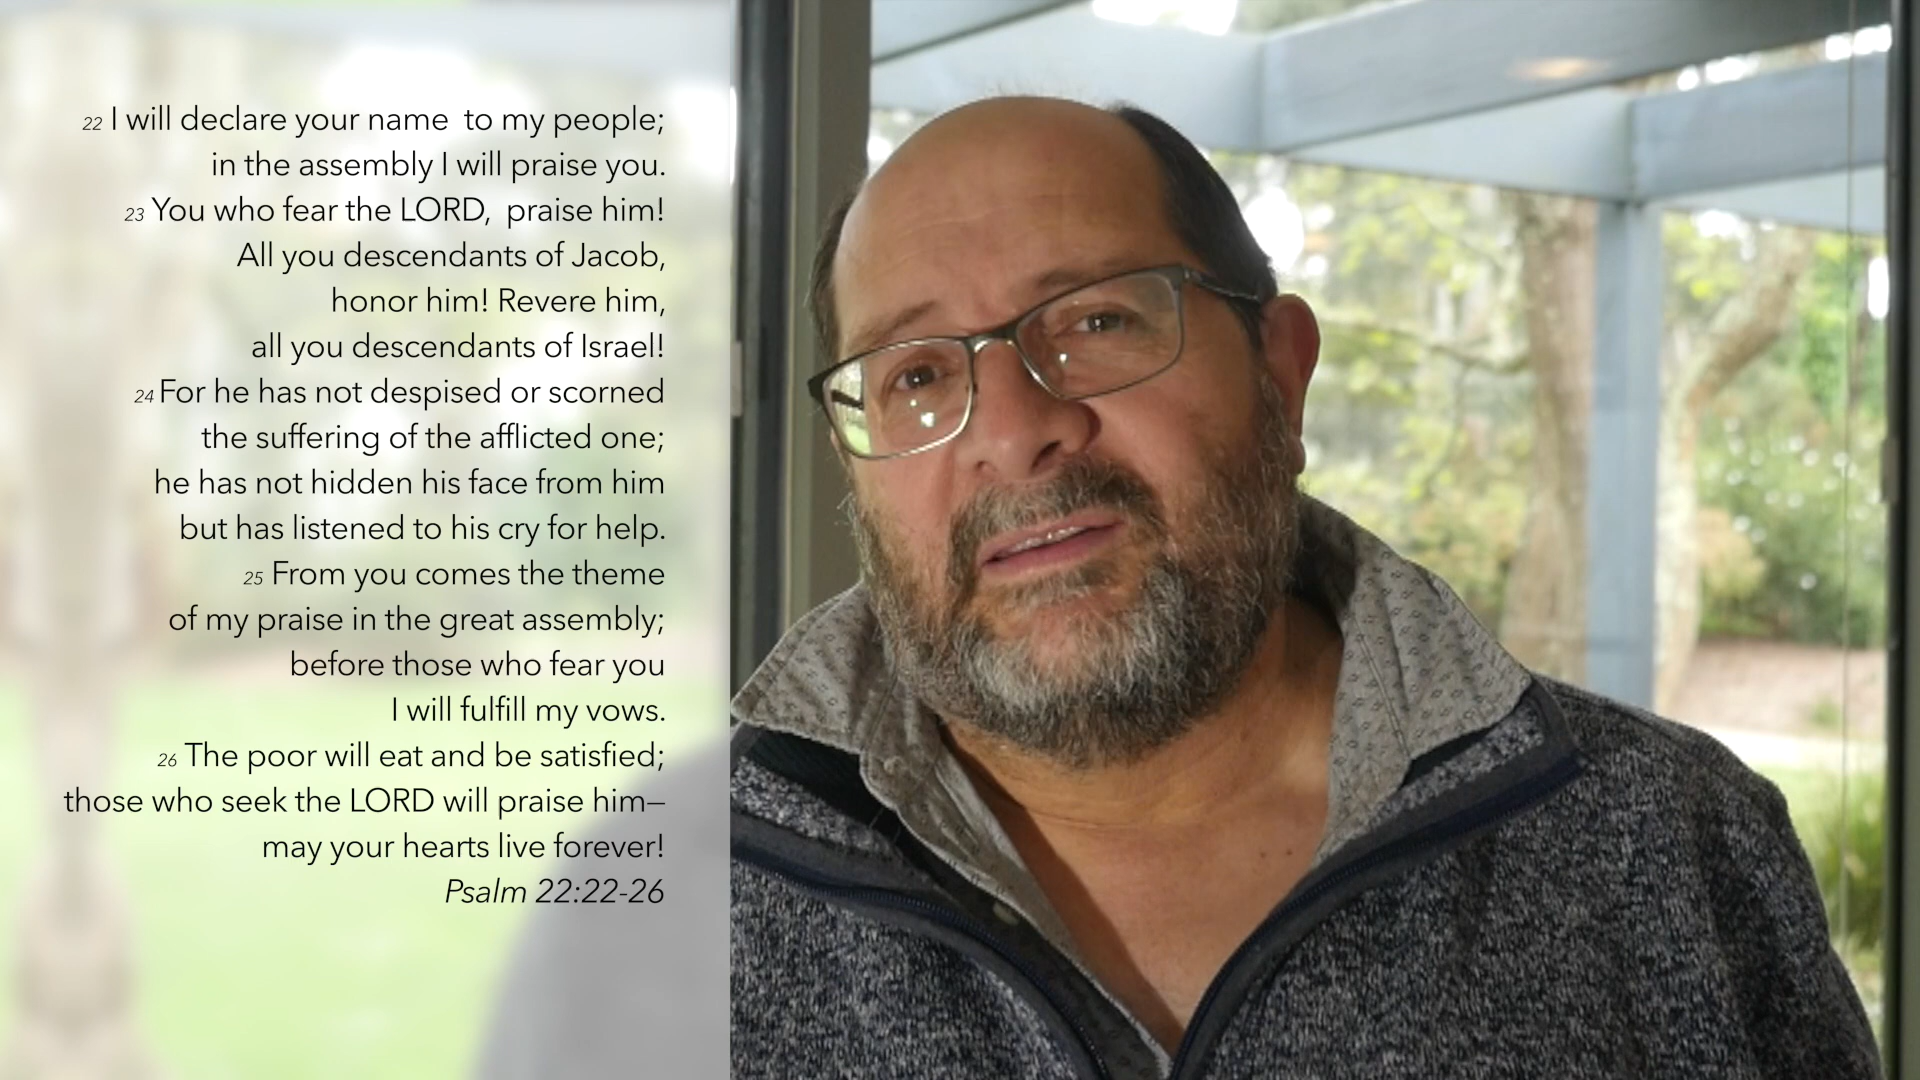 22 I will declare your name to my people;
in the assembly I will praise you.
23 You who fear the LORD, praise him!
All you descendants of Jacob,
honor him! Revere him,
all you descendants of Israel!
24 For he has not despised or scorned
the suffering of the afflicted one;
he has not hidden his face from him
but has listened to his cry for help.
25 From you comes the theme
of my praise in the great assembly;
before those who fear you
I will fulfill my vows.
26 The poor will eat and be satisfied;
those who seek the LORD will praise him—
may your hearts live forever!
Psalm 22:22-26